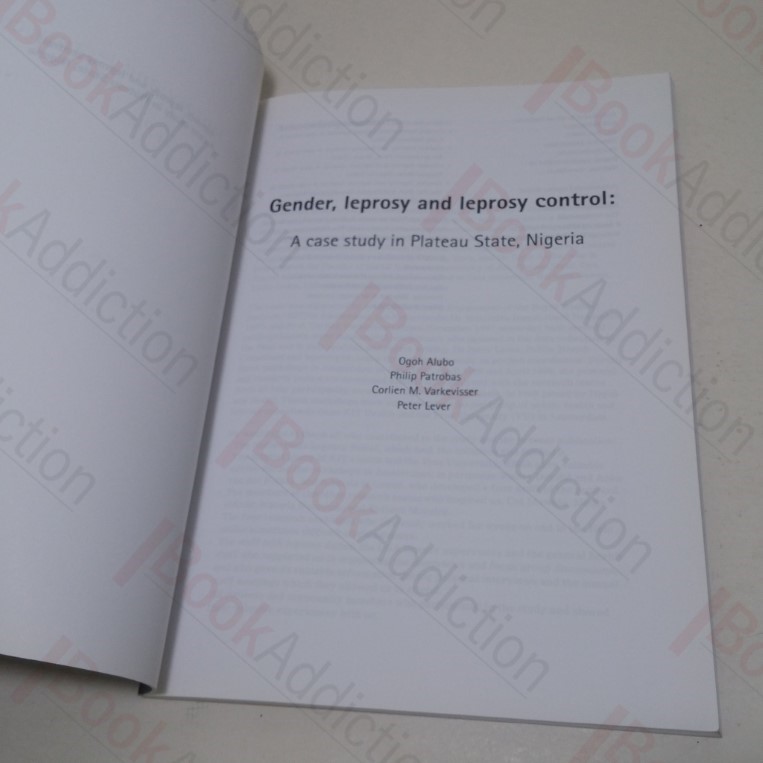 Gender, leprosy and leprosy control:
A case study in Plateau State, Nigeria
Ogoh Alubo
Philip Patrobas
Corlien M. Varkevisser
Peter Lever
BookAddiction